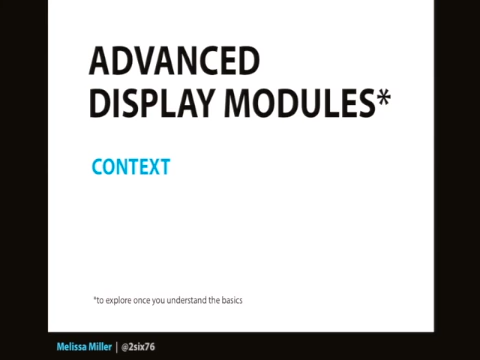 ADVANCED
DISPLAY MODULES*
CONTEXT
*to explore once you understand the basics
Melissa Miller | @2six76